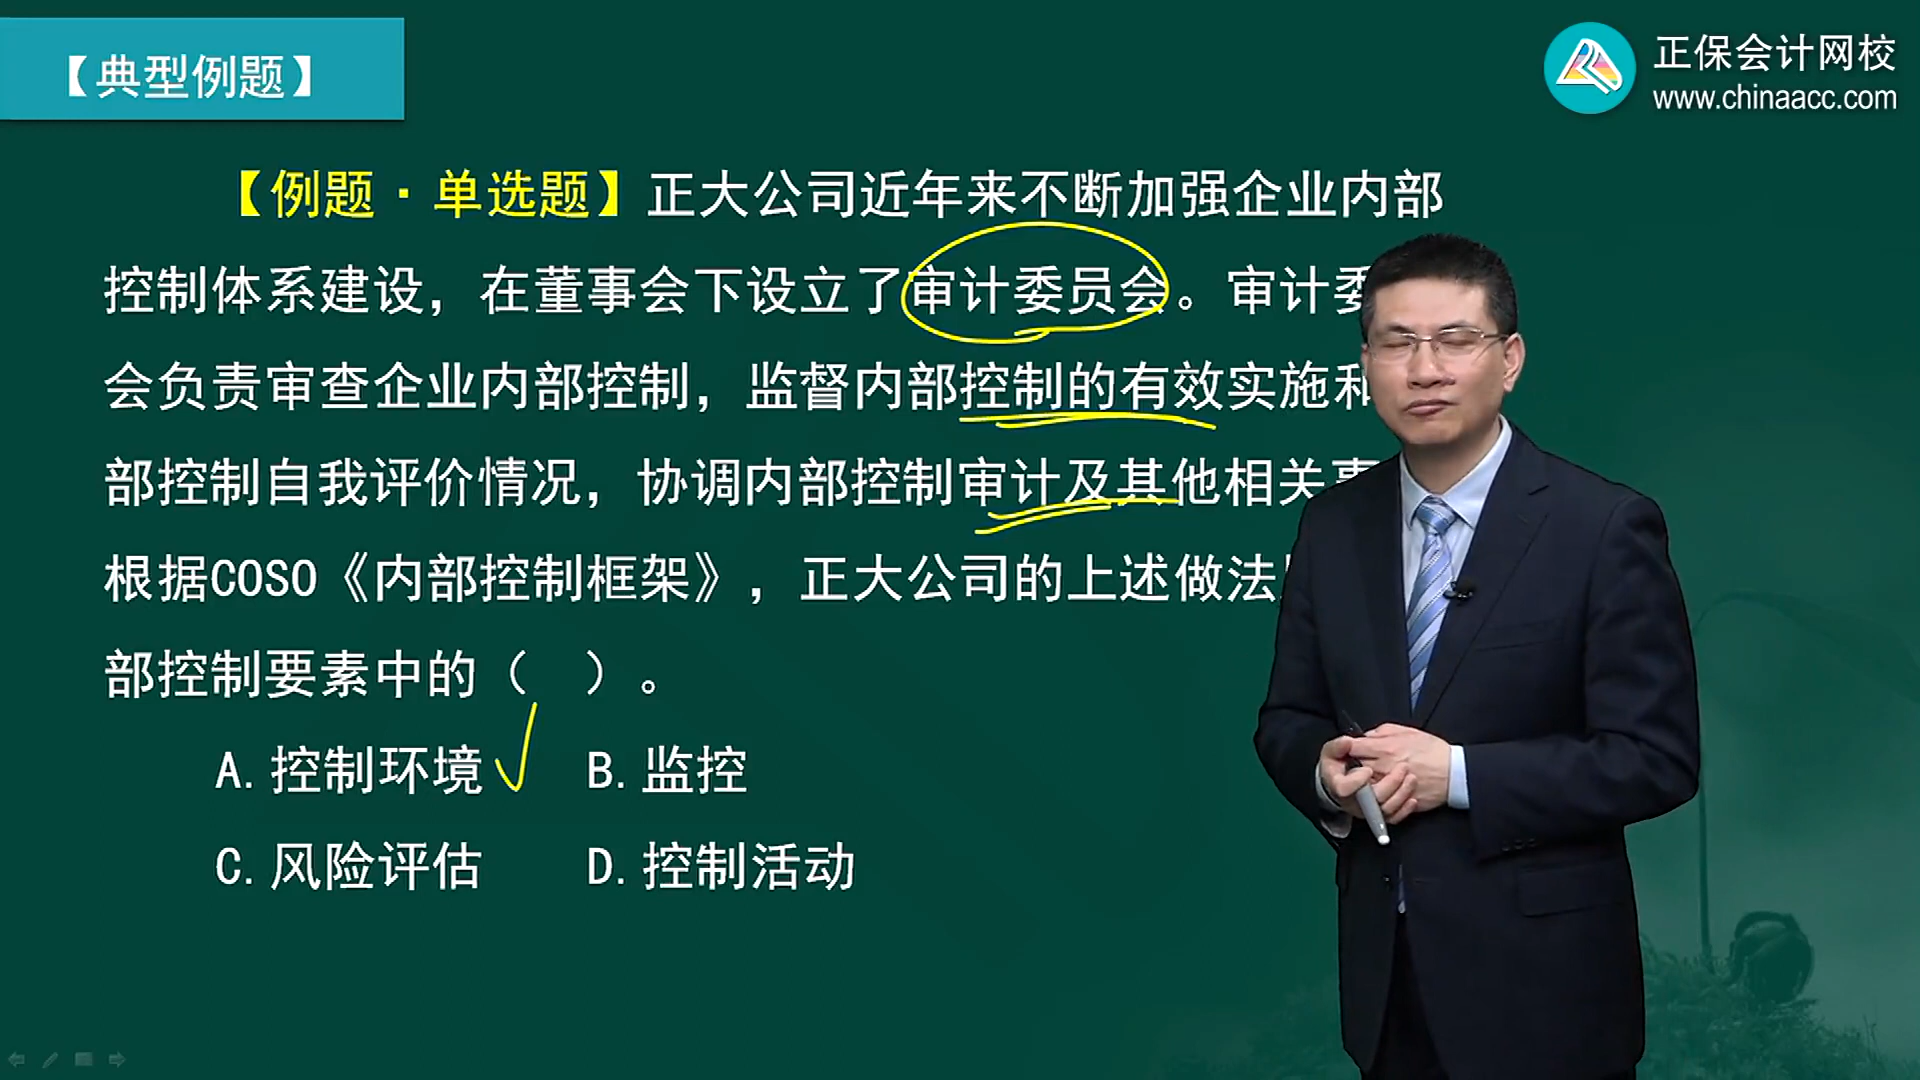 【典型例题】
正保会计网校
www.chinaacc.com
【例题·单选题】正大公司近年来不断加强企业内部
控制体系建设，在董事会下设立了审计委员会。审计委
会负责审查企业内部控制，监督内部控制的有效实施和
部控制自我评价情况，协调内部控制审计及其他相关事
根据COSO《内部控制框架》，正大公司的上述做法
部控制要素中的（　）。
A.控制环境 B.监控
C.风险评估 D.控制活动